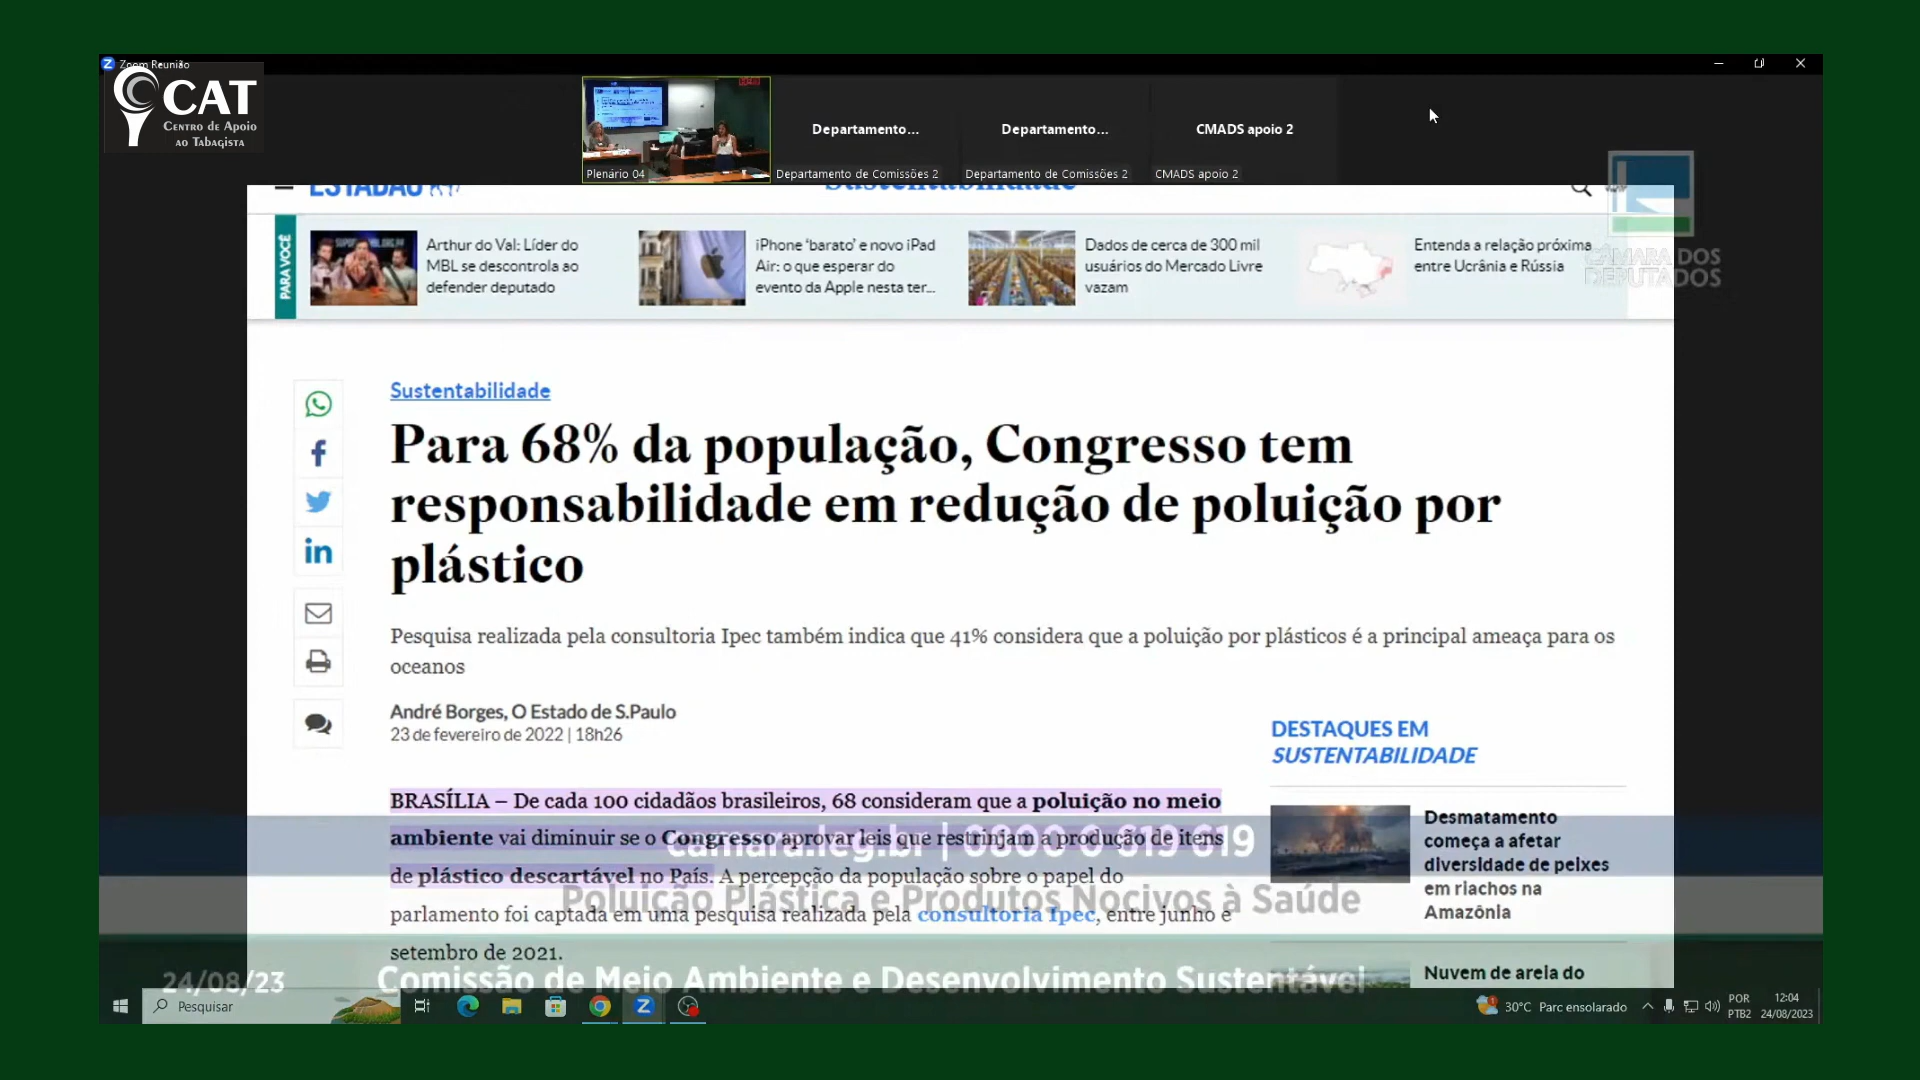 Zoom Reunião
CAT
CENTRO DE APOIO
AO TABAGISTA
Plenário 04
Departamento...
Departamento de Comissões 2
Departamento...
Departamento de Comissões 2
CMADS apoio 2
CMADS apoio 2
ESTADÃO
Sustentabilidade
CÂMARA DOS
DEPUTADOS
PARA VOCÊ
Arthur do Val: Líder do
MBL se descontrola ao
defender deputado
iPhone 'barato' e novo iPad
Air: o que esperar do
evento da Apple nesta ter...
Dados de cerca de 300 mil
usuários do Mercado Livre
vazam
Entenda a relação próxima
entre Ucrânia e Rússia
Sustentabilidade
Para 68% da população, Congresso tem
responsabilidade em redução de poluição por
plástico
Pesquisa realizada pela consultoria Ipec também indica que 41% considera que a poluição por plásticos é a principal ameaça para os
oceanos
André Borges, O Estado de S.Paulo
23 de fevereiro de 2022 | 18h26
BRASÍLIA – De cada 100 cidadãos brasileiros, 68 consideram que a poluição no meio
ambiente vai diminuir se o Congresso aprovar leis que restrinjam a produção de itens
de plástico descartável no País. A percepção da população sobre o papel do
parlamento foi captada em uma pesquisa realizada pela consultoria Ipec, entre junho e
setembro de 2021.
DESTAQUES EM
SUSTENTABILIDADE
Desmatamento
começa a afetar
diversidade de peixes
em riachos na
Amazônia
Nuvem de areia do
camara.leg.br | 0800 0 619 619
Poluição Plástica e Produtos Nocivos à Saúde
24/08/23
Comissão de Meio Ambiente e Desenvolvimento Sustentável
Pesquisar
30°C Parc ensolarado
POR
PTB2
12:04
24/08/2023